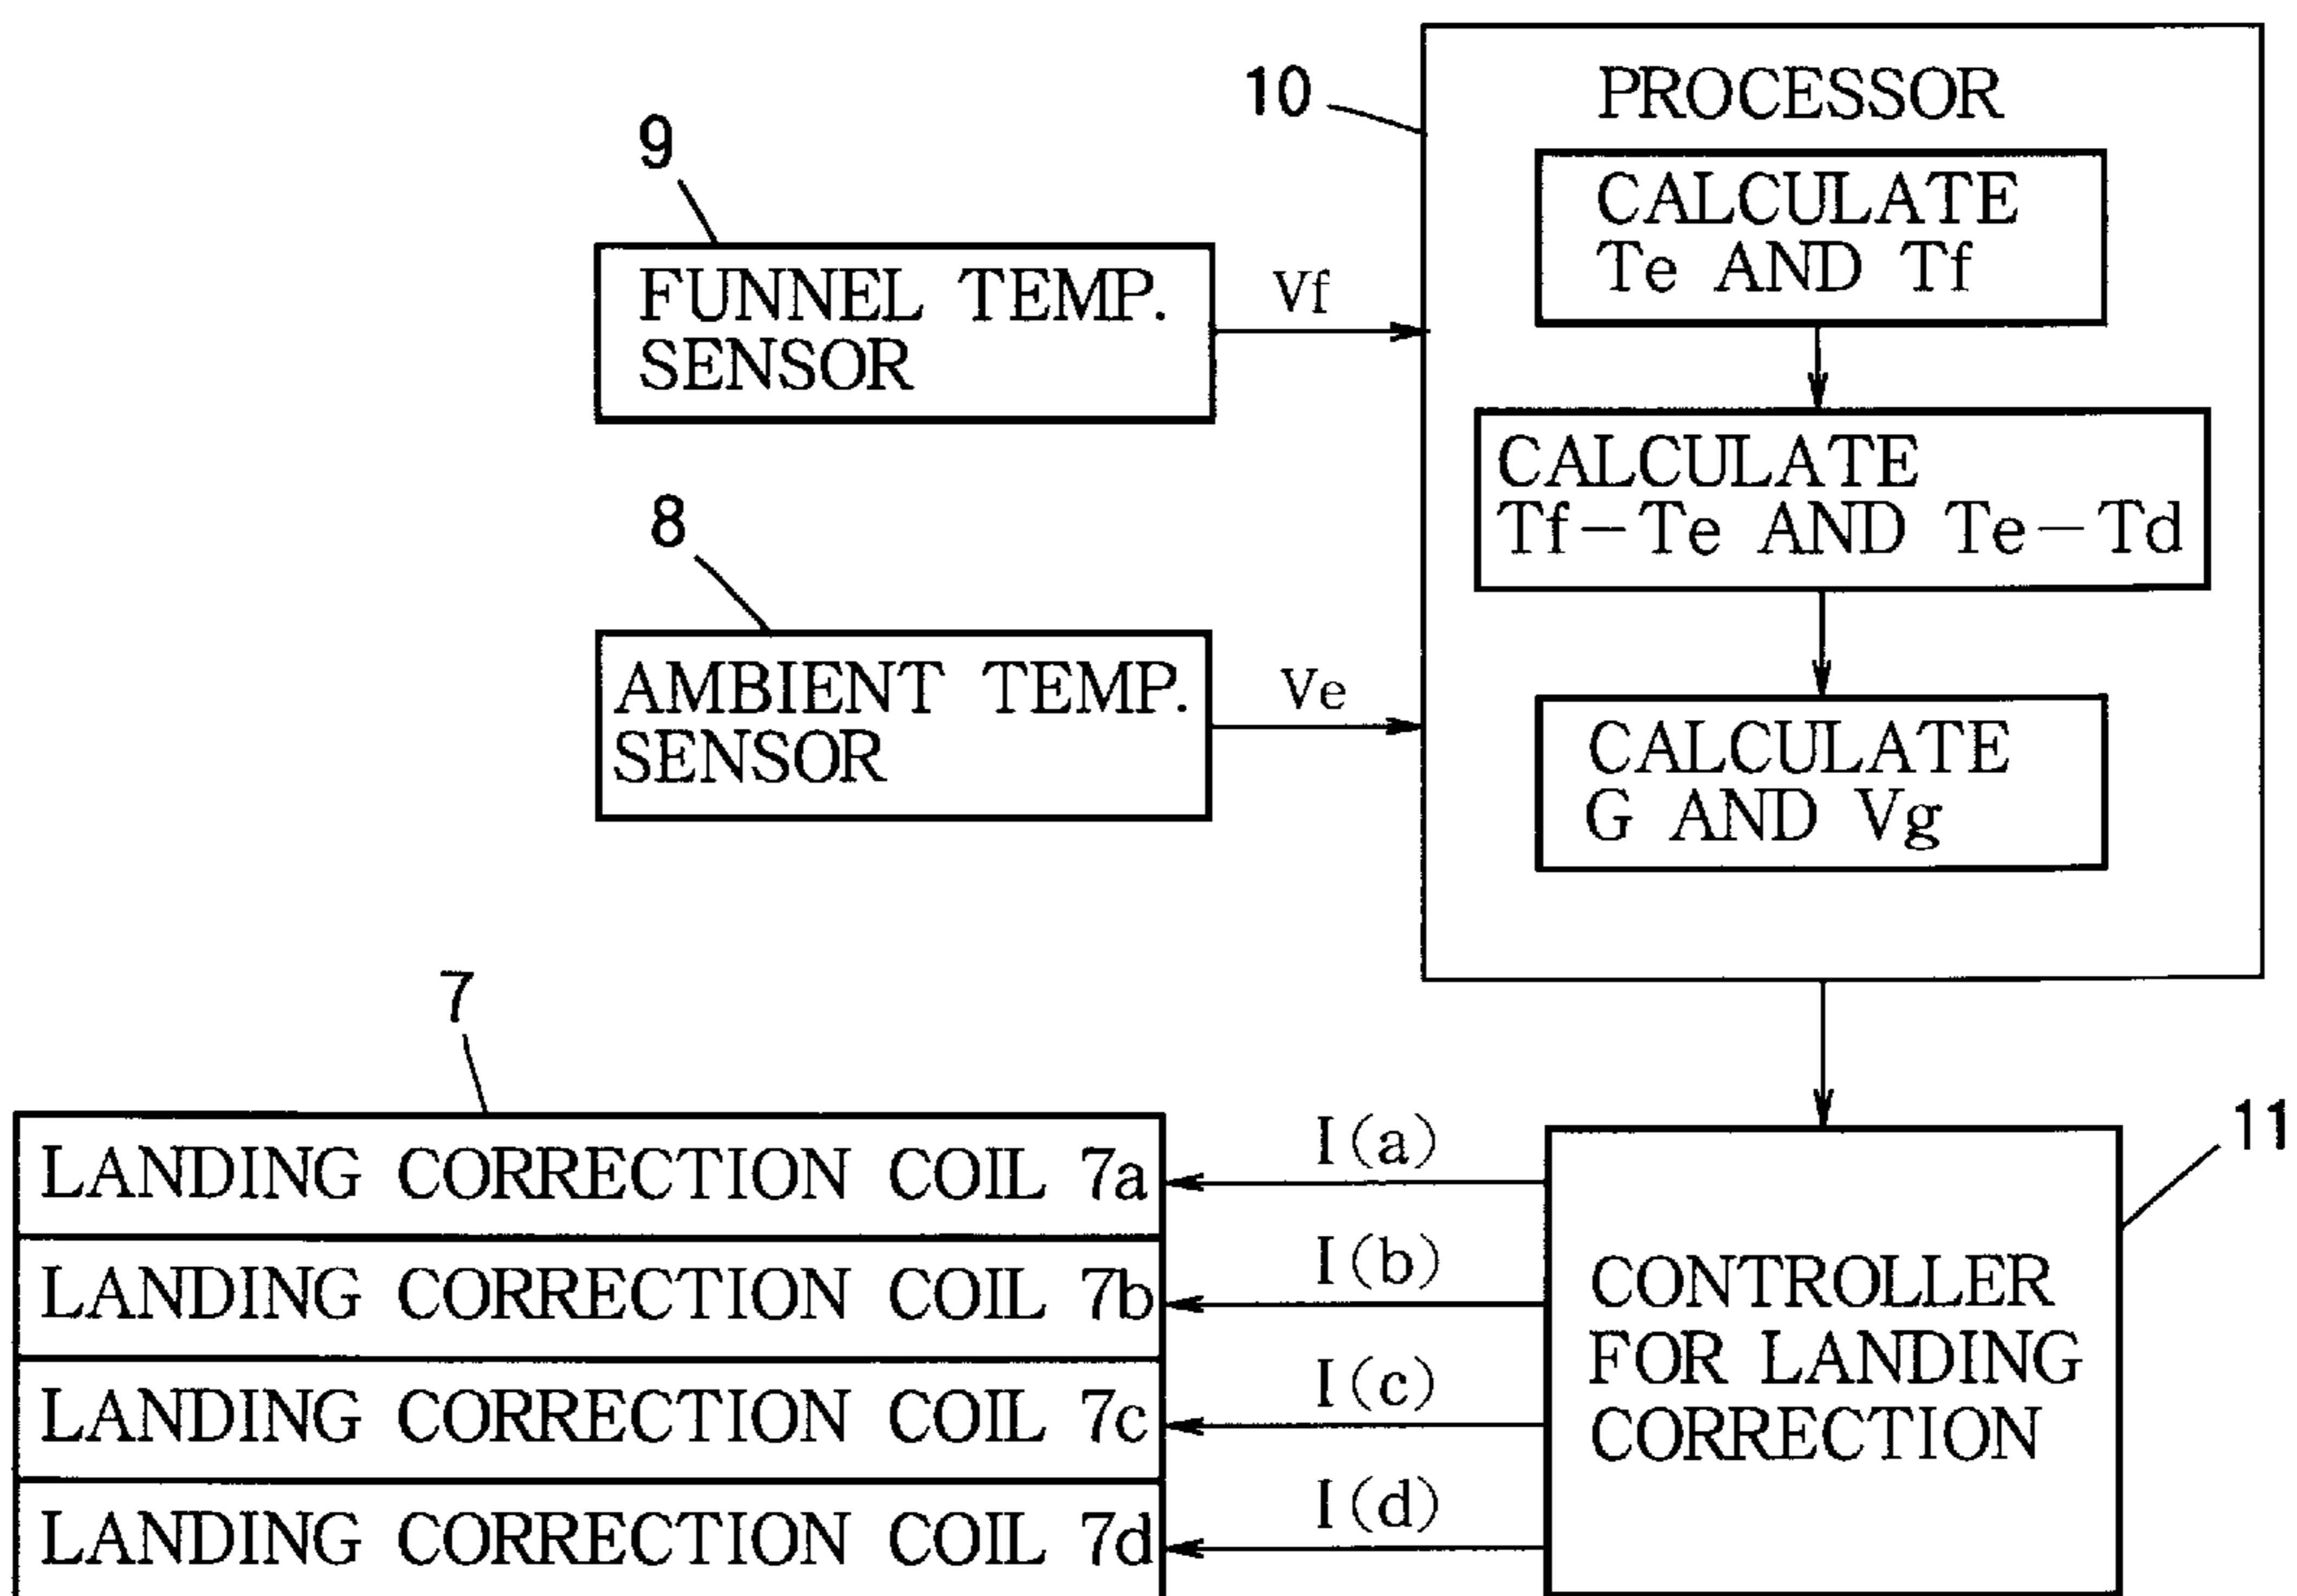 10
PROCESSOR
CALCULATE
Te AND Tf
9
FUNNEL TEMP.
SENSOR
Vf
CALCULATE
Tf−Te AND Te−Td
8
AMBIENT TEMP.
SENSOR
Ve
CALCULATE
G AND Vg
7
LANDING CORRECTION COIL 7a
LANDING CORRECTION COIL 7b
LANDING CORRECTION COIL 7c
LANDING CORRECTION COIL 7d
I(a)
I(b)
I(c)
I(d)
11
CONTROLLER
FOR LANDING
CORRECTION